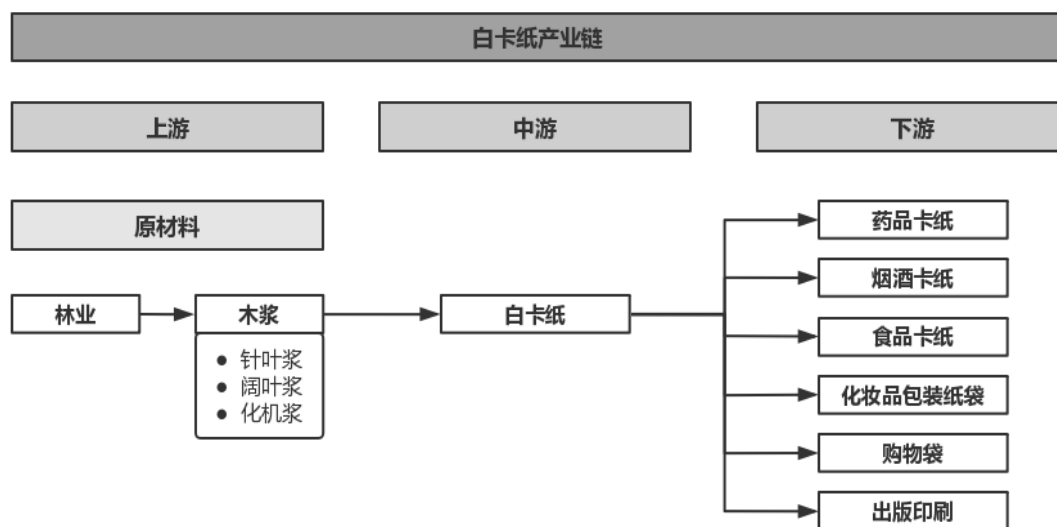 白卡纸产业链
上游
中游
下游
原材料
林业
木浆
针叶浆
阔叶浆
化机浆
白卡纸
药品卡纸
烟酒卡纸
食品卡纸
化妆品包装纸袋
购物袋
出版印刷